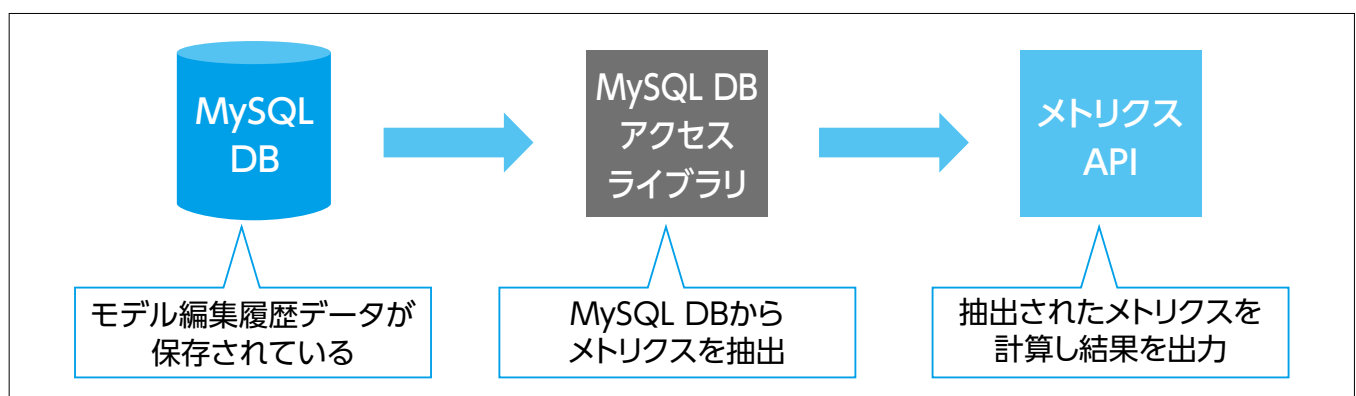 MySQL
DB
MySQL DB
アクセス
ライブラリ
メトリクス
API
モデル編集履歴データが
保存されている
MySQL DBから
メトリクスを抽出
抽出されたメトリクスを
計算し結果を出力